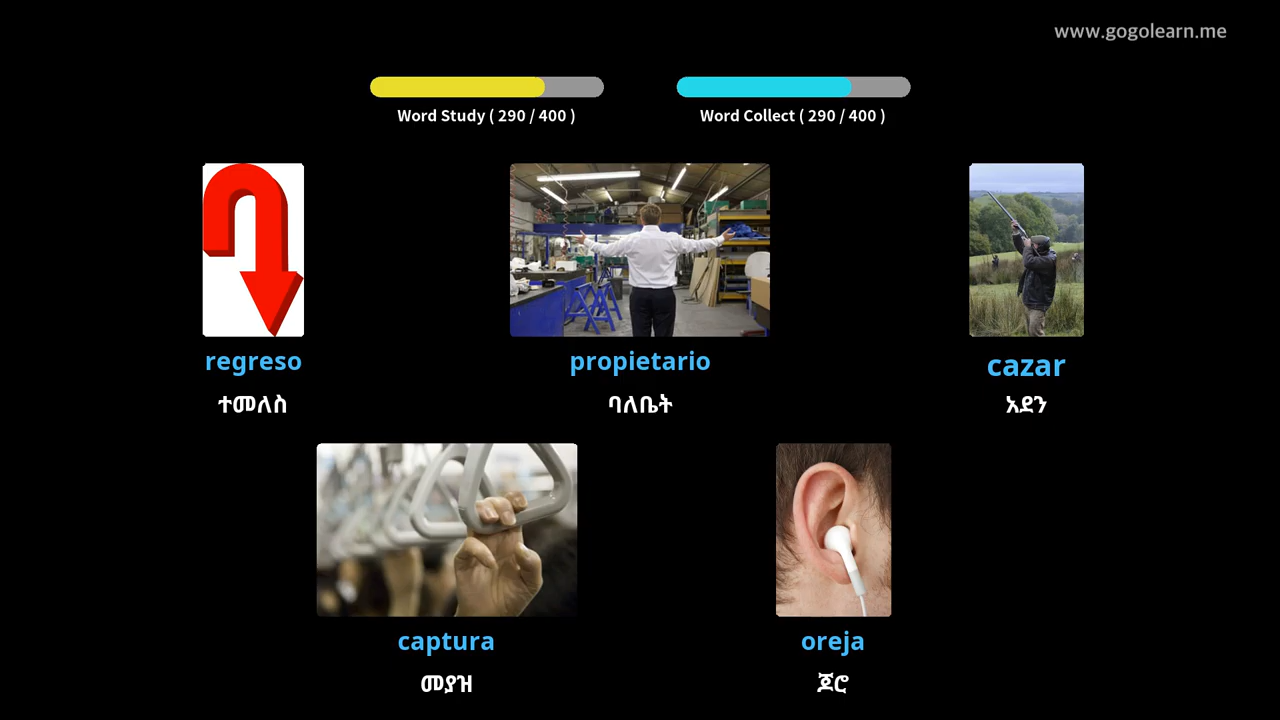 www.gogolearn.me
Word Study ( 290 / 400 )
Word Collect ( 290 / 400 )
regreso
ተመለስ
propietario
ባለቤት
cazar
አደን
captura
መያዝ
oreja
ጆሮ